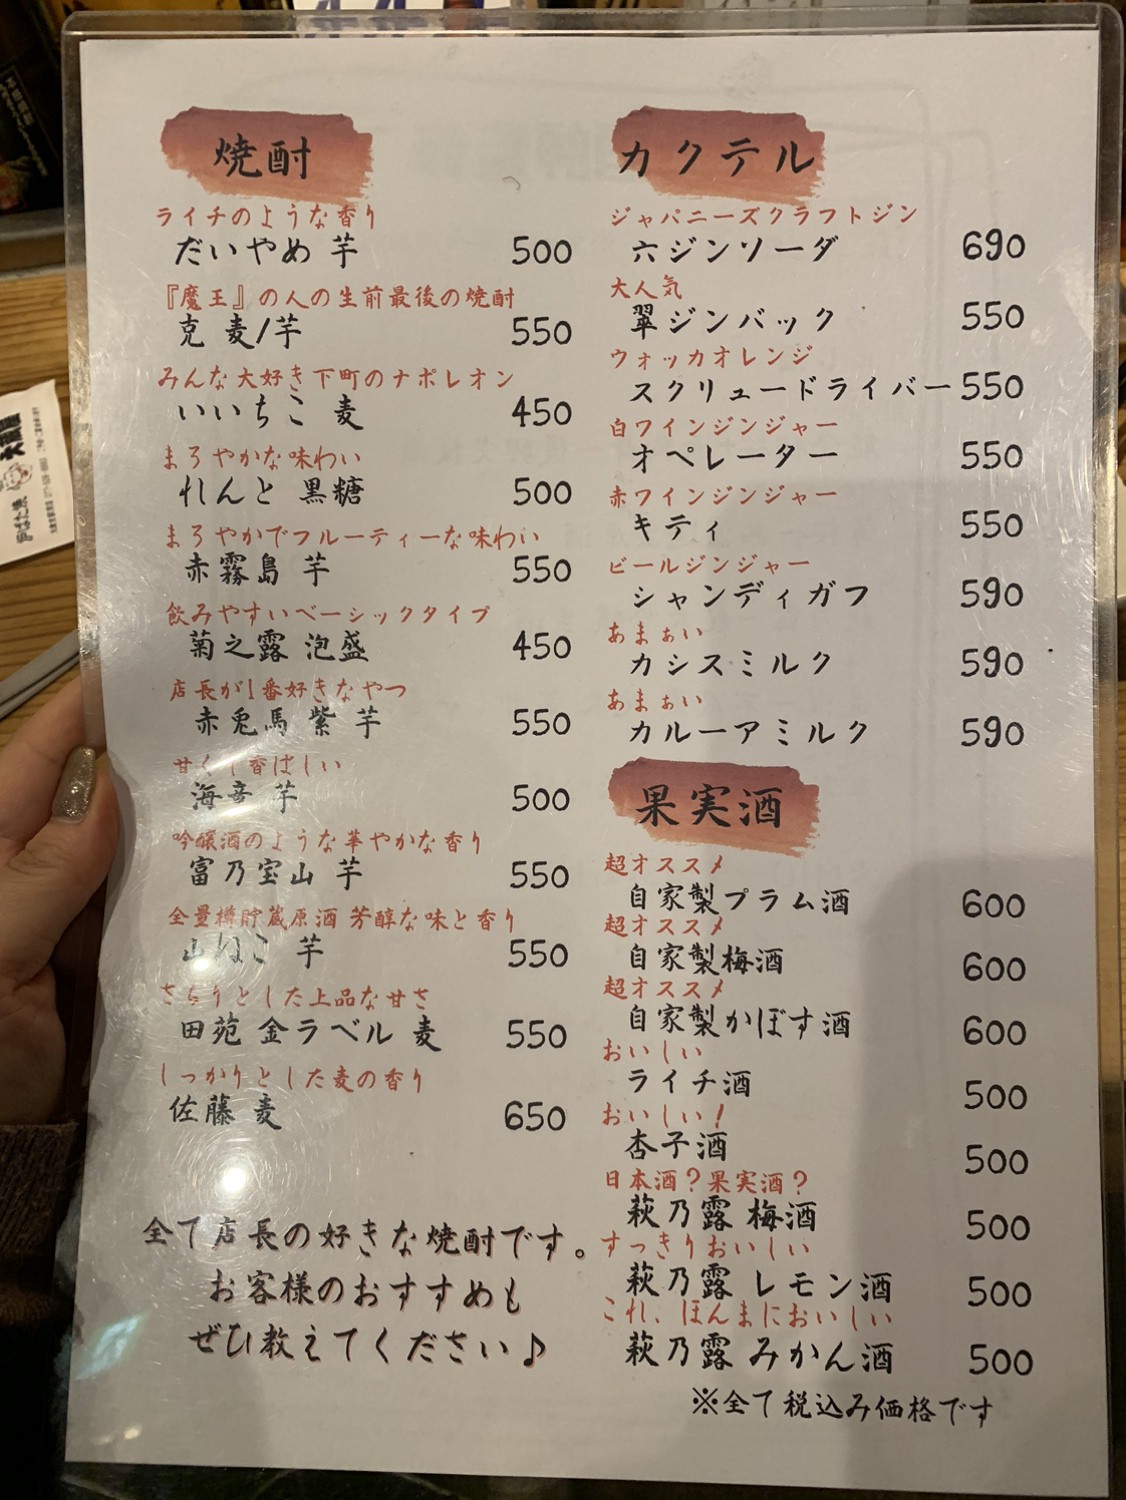 焼酎
ライチのような香り
だいやめ 芋 500
『魔王』の人の生前最後の焼酎
克 麦/芋 550
みんな大好き下町のナポレオン
いいちこ 麦 450
まろやかな味わい
れんと 黒糖 500
まろやかでフルーティーな味わい
赤霧島 芋 550
飲みやすいベーシックタイプ
菊之露 泡盛 450
店長が1番好きなやつ
赤兎馬 紫 芋 550
甘くて香ばしい
海童 芋 500
吟醸酒のような華やかな香り
富乃宝山 芋 550
全量樽貯蔵原酒 芳醇な味と香り
山ねこ 芋 550
さらりとした上品な甘さ
田苑 金ラベル 麦 550
しっかりとした麦の香り
佐藤 麦 650
全て店長の好きな焼酎です。
お客様のおすすめも
ぜひ教えてください♪
カクテル
ジャパニーズクラフトジン
六ジンソーダ 690
大人気
翠ジンバック 550
ウォッカオレンジ
スクリュードライバー 550
白ワインジンジャー
オペレーター 550
赤ワインジンジャー
キティ 550
ビールジンジャー
シャンディガフ 590
あまぁい
カシスミルク 590
あまぁい
カルーアミルク 590
果実酒
超オススメ
自家製プラム酒 600
超オススメ
自家製梅酒 600
超オススメ
自家製かぼす酒 600
おいしい
ライチ酒 500
おいしい!
杏子酒 500
日本酒?果実酒?
萩乃露 梅酒 500
すっきりおいしい
萩乃露 レモン酒 500
これ、ほんまにおいしい
萩乃露 みかん酒 500
※全て税込み価格です